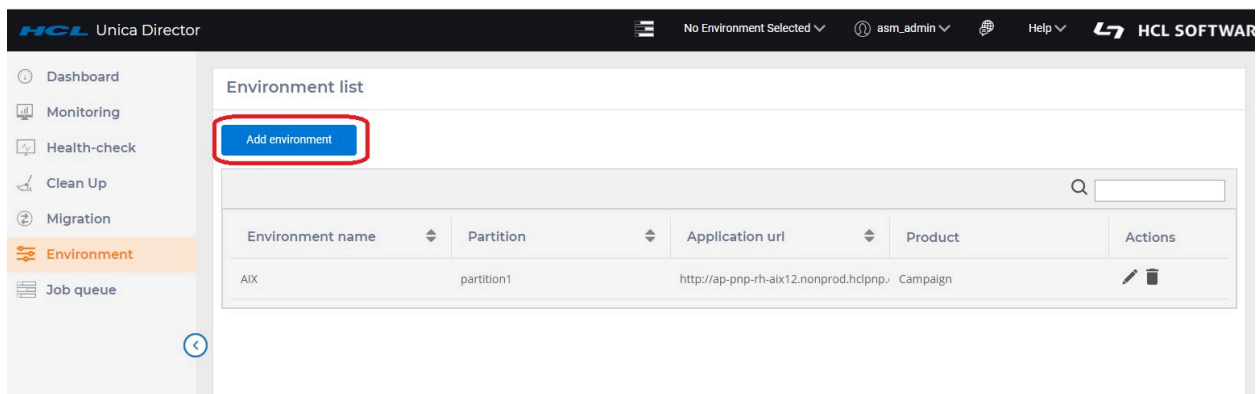 HCL Unica Director
No Environment Selected
asm_admin
Help
HCL SOFTWAR
Dashboard
Monitoring
Health-check
Clean Up
Migration
Environment
Job queue
Environment list
Add environment
Environment name Partition Application url Product Actions
AIX partition1 http://ap-pnp-rh-aix12.nonprod.hclpnp. Campaign